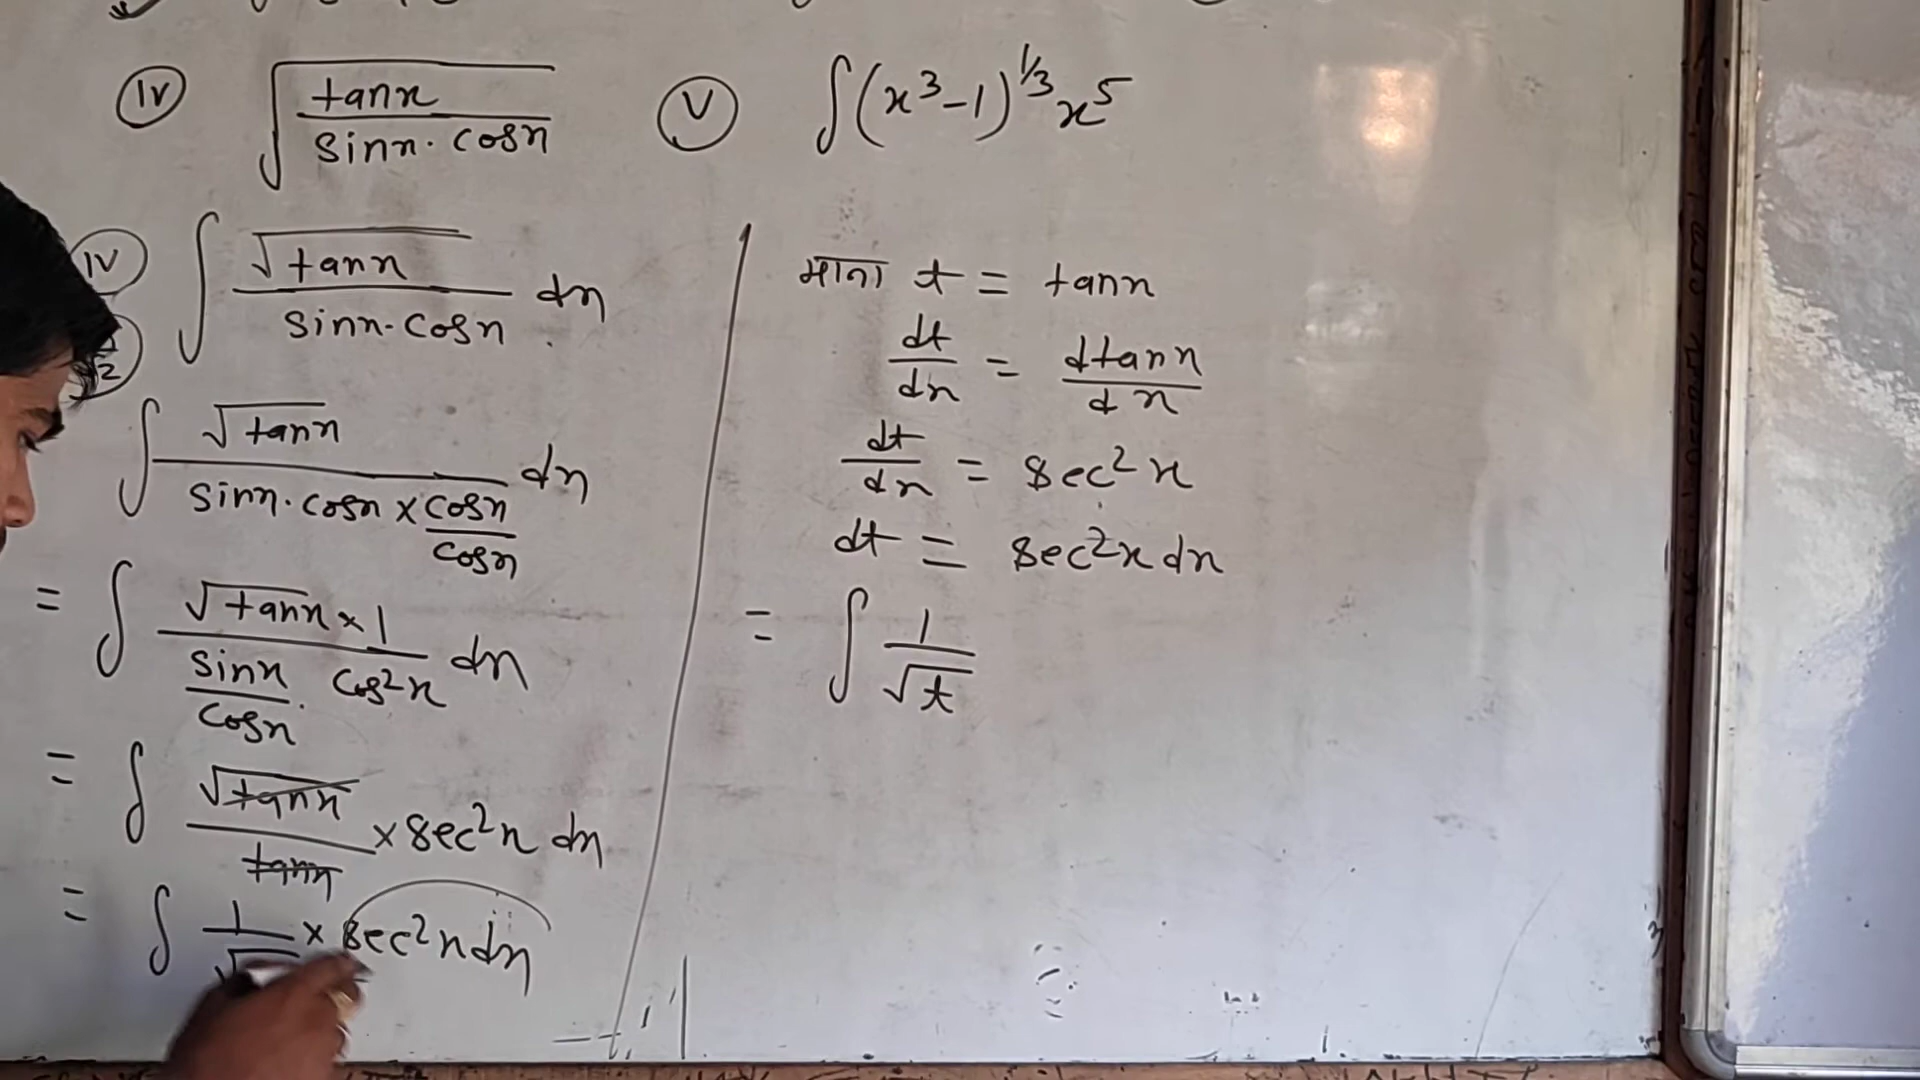 (iv) √(tanx / sinx·cosx)
(v) ∫(x³-1)^1/3 x⁵
(iv) ∫ √tanx / sinx·cosx dx
∫ √tanx / sinx·cosx × cosx/cosx dx
= ∫ √tanx × 1 / (sinx/cosx · cos²x) dx
= ∫ √tanx / tanx × sec²x dx
= ∫ 1/√ × sec²x dx
माना t = tanx
dt/dx = dtanx/dx
dt/dx = sec²x
dt = sec²x dx
= ∫ 1/√t